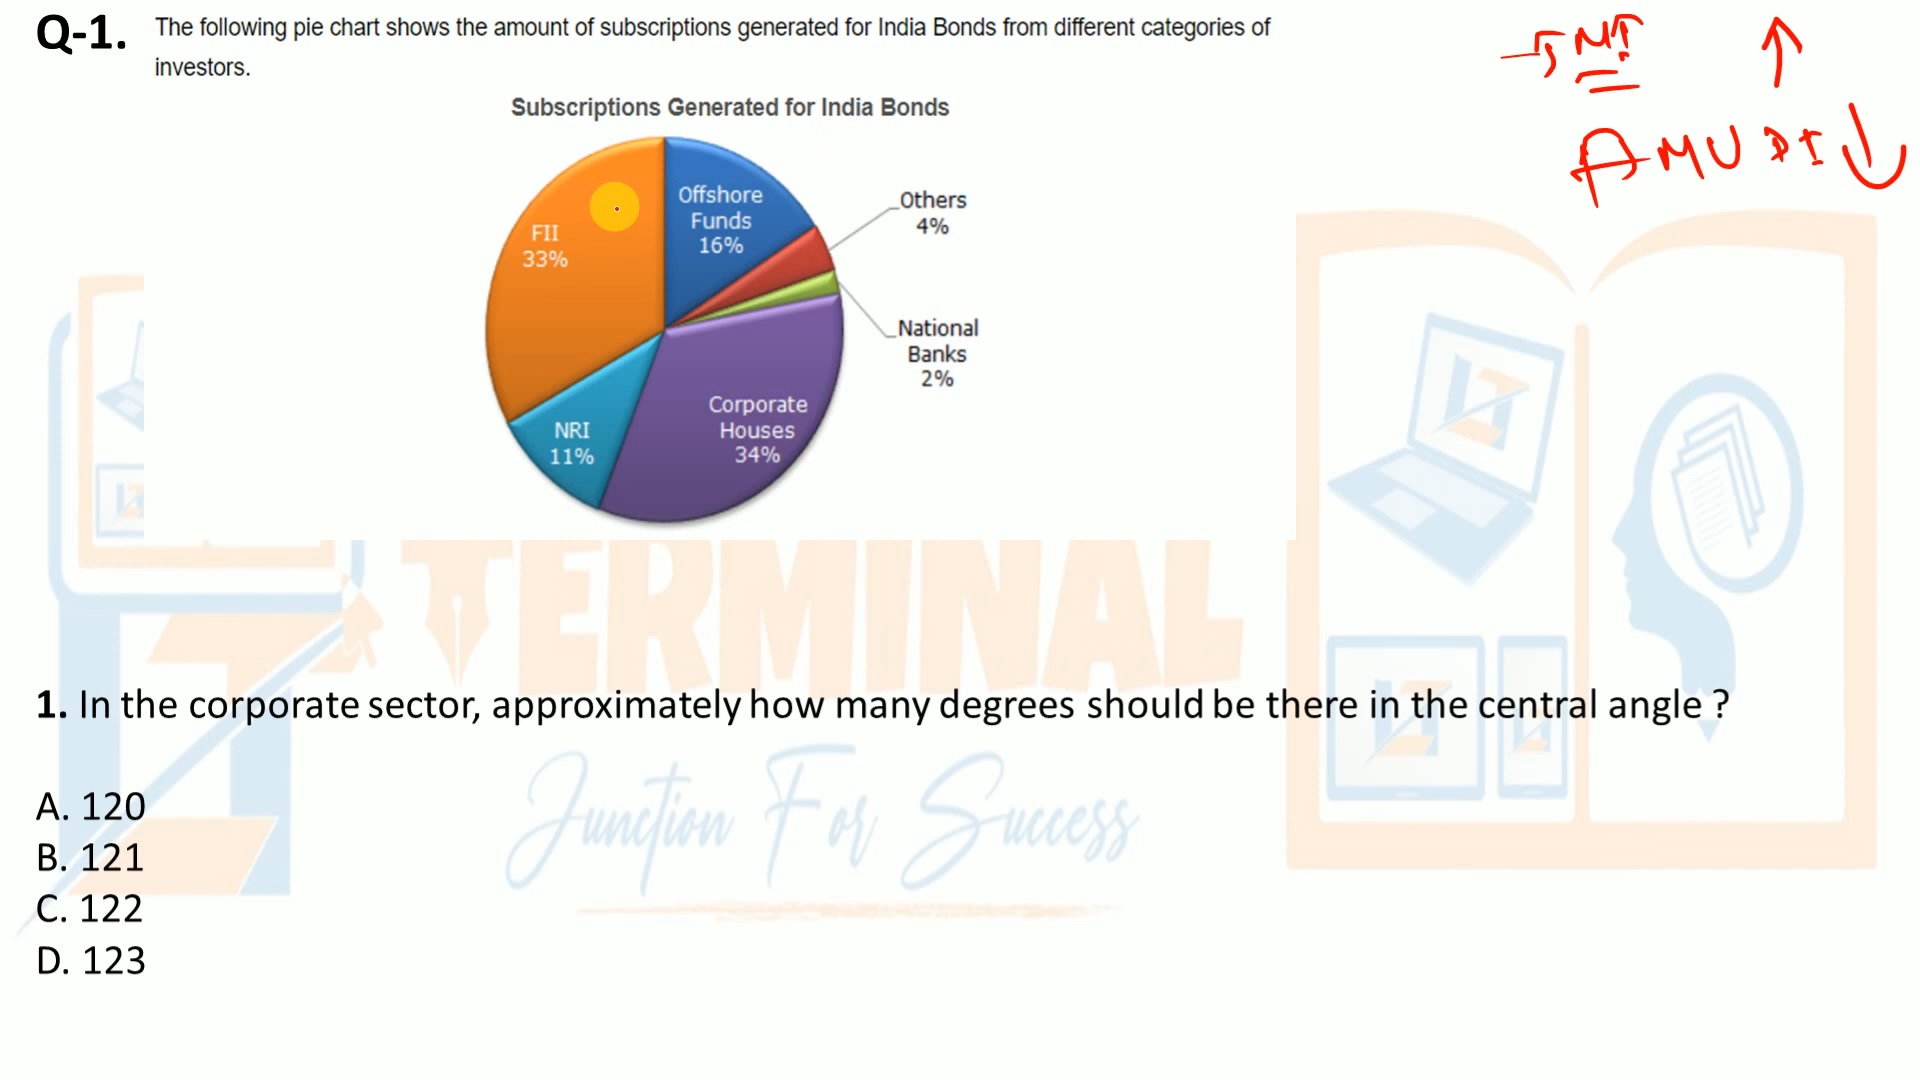 Q-1. The following pie chart shows the amount of subscriptions generated for India Bonds from different categories of
investors.
Subscriptions Generated for India Bonds
FII
33%
Offshore
Funds
16%
Others
4%
National
Banks
2%
Corporate
Houses
34%
NRI
11%
TERMINAL
Junction For Success
1. In the corporate sector, approximately how many degrees should be there in the central angle ?
A. 120
B. 121
C. 122
D. 123